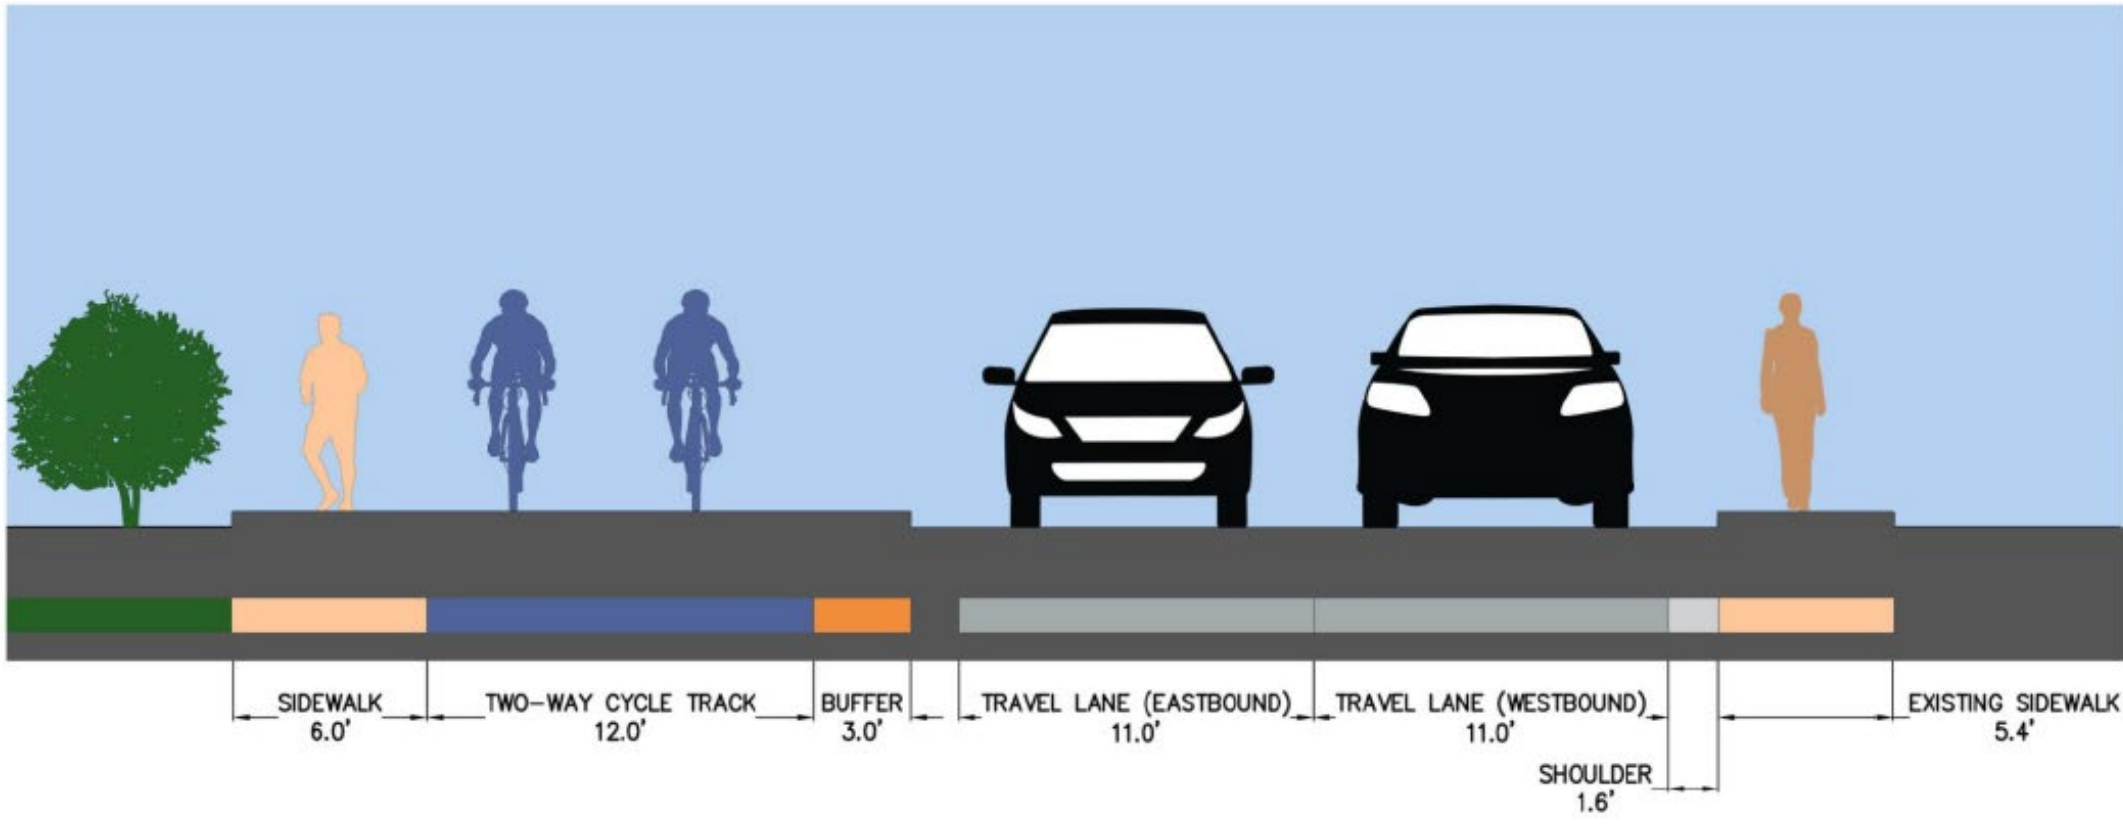 SIDEWALK
6.0'
TWO-WAY CYCLE TRACK
12.0'
BUFFER
3.0'
TRAVEL LANE (EASTBOUND)
11.0'
TRAVEL LANE (WESTBOUND)
11.0'
SHOULDER
1.6'
EXISTING SIDEWALK
5.4'